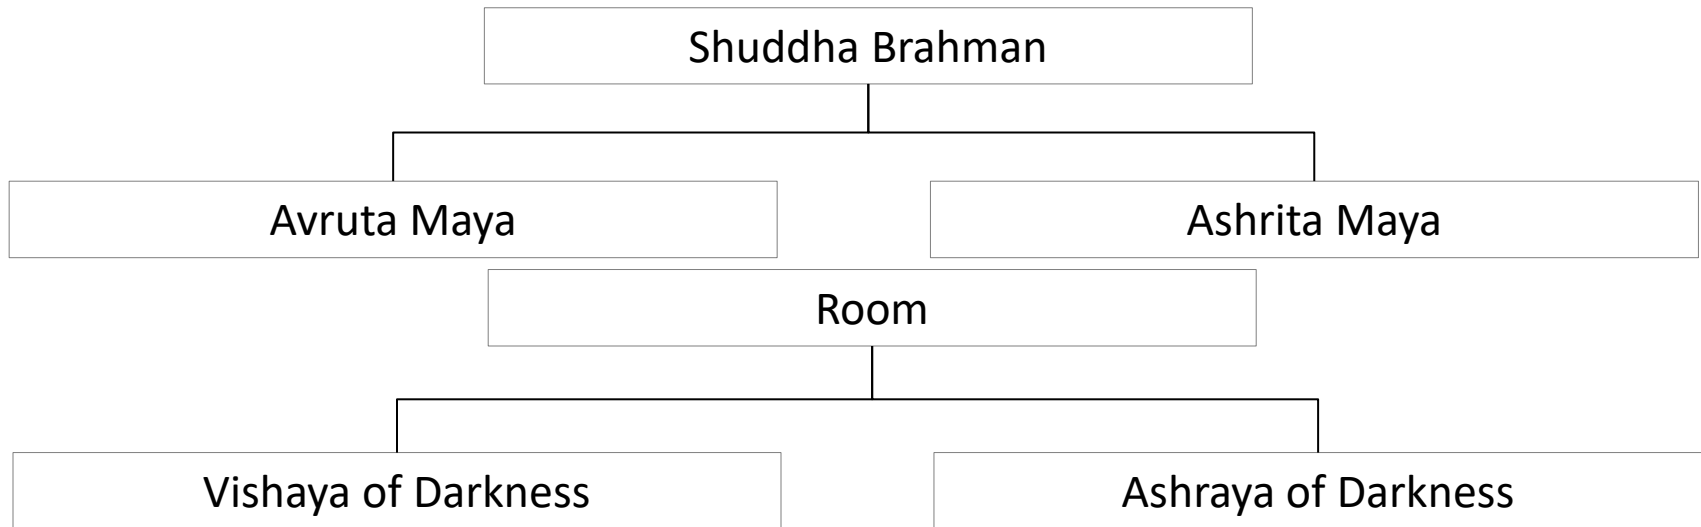 Shuddha Brahman
Avruta Maya
Ashrita Maya
Room
Vishaya of Darkness
Ashraya of Darkness